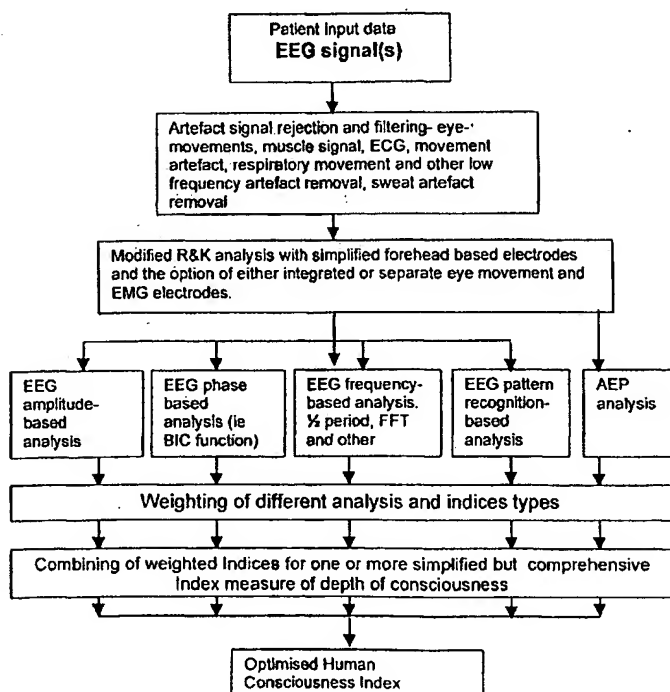 Patient input data
EEG signal(s)
Artefact signal rejection and filtering- eye-
movements, muscle signal, ECG, movement
artefact, respiratory movement and other low
frequency artefact removal, sweat artefact
removal
Modified R&K analysis with simplified forehead based electrodes
and the option of either integrated or separate eye movement and
EMG electrodes.
EEG
amplitude-
based
analysis
EEG phase
based
analysis (ie
BIC function)
EEG frequency-
based analysis.
½ period, FFT
and other
EEG pattern
recognition-
based
analysis
AEP
analysis
Weighting of different analysis and indices types
Combining of weighted Indices for one or more simplified but comprehensive
Index measure of depth of consciousness
Optimised Human
Consciousness Index